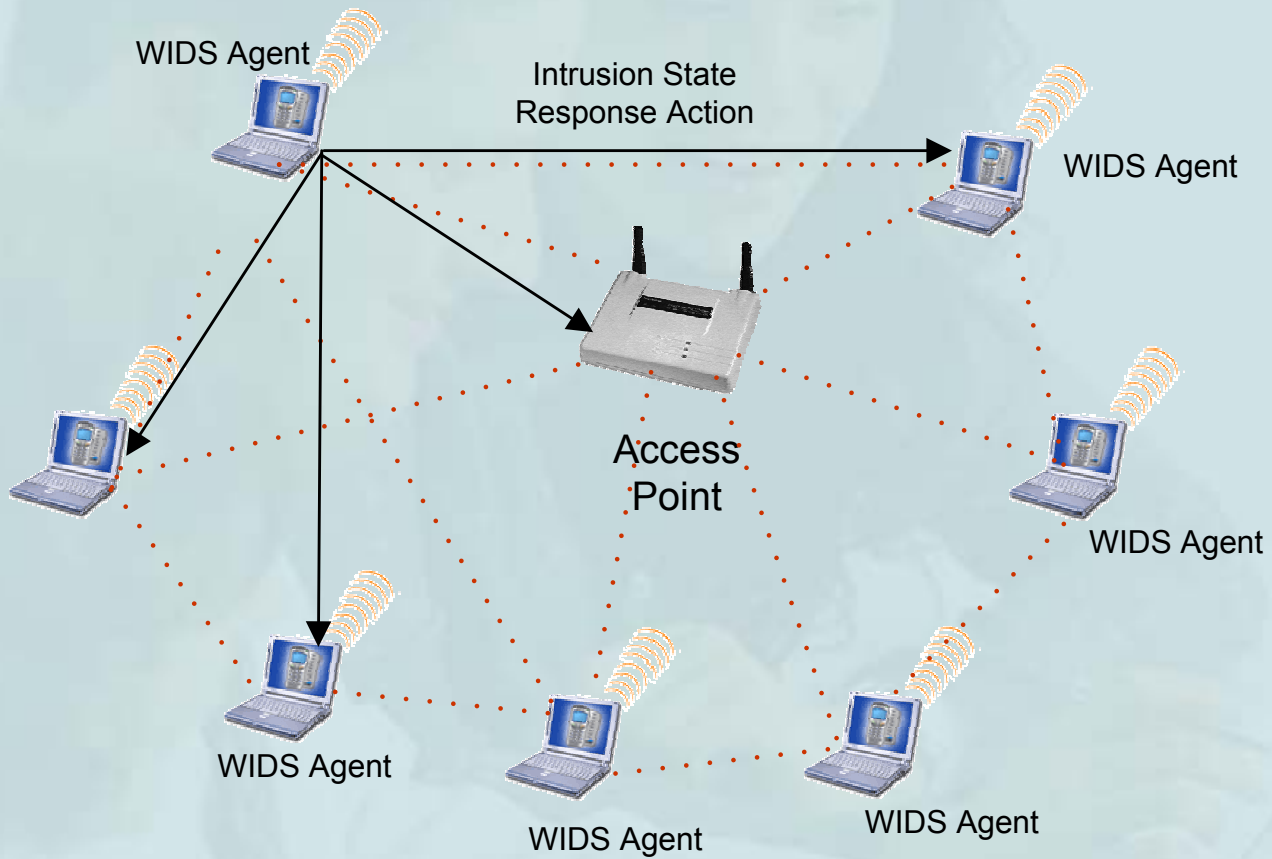 WIDS Agent
Intrusion State
Response Action
WIDS Agent
Access
Point
WIDS Agent
WIDS Agent
WIDS Agent
WIDS Agent